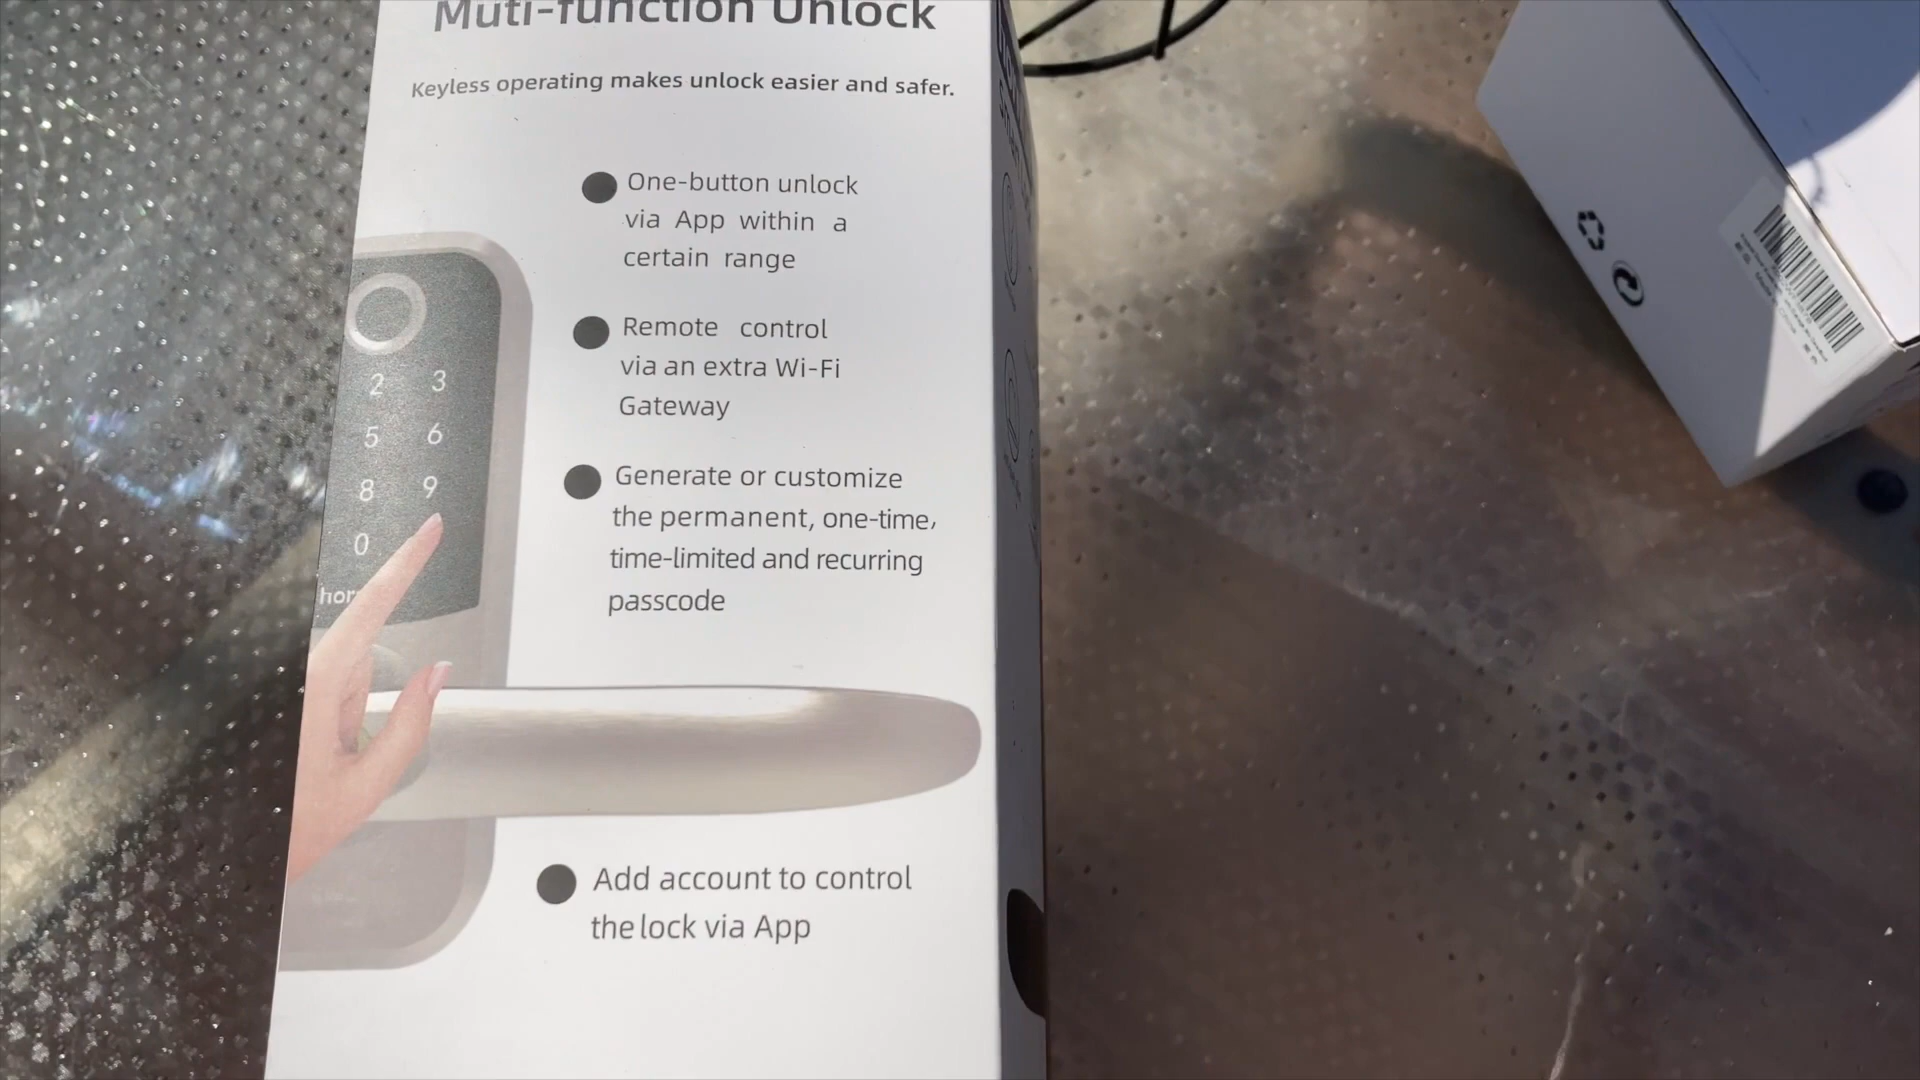 Muti-function Unlock
Keyless operating makes unlock easier and safer.
One-button unlock
via App within a
certain range
Remote control
via an extra Wi-Fi
Gateway
2 3
5 6
8 9
0
hor
Generate or customize
the permanent, one-time,
time-limited and recurring
passcode
Add account to control
the lock via App